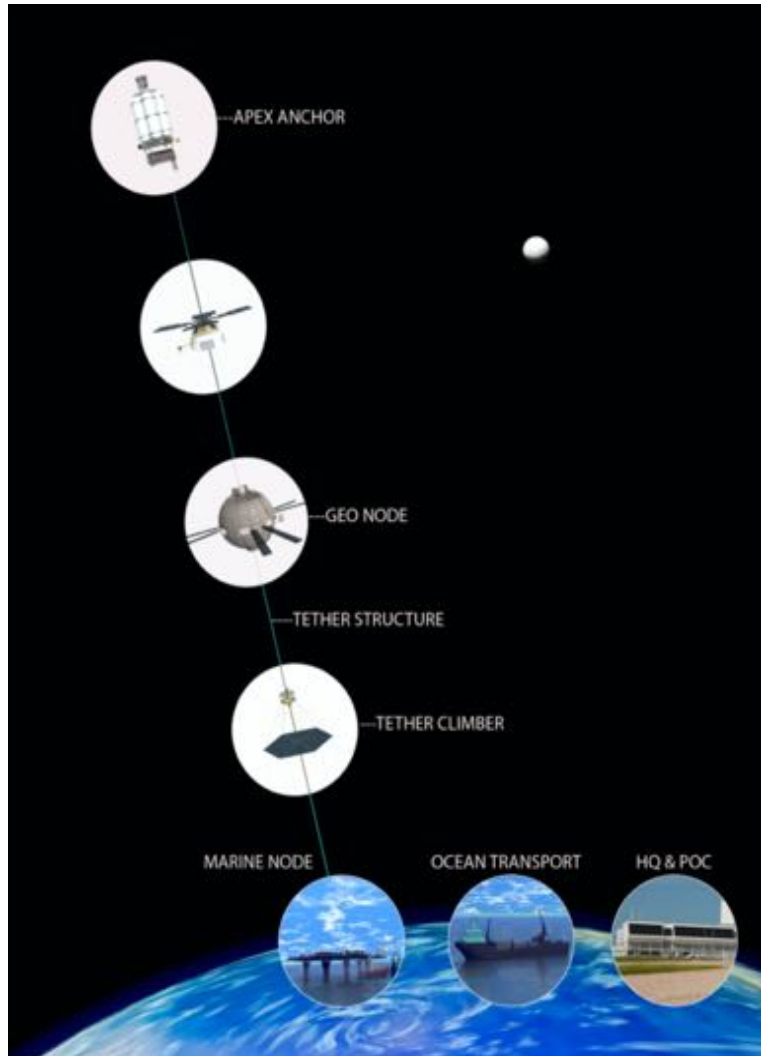 APEX ANCHOR
GEO NODE
TETHER STRUCTURE
TETHER CLIMBER
MARINE NODE
OCEAN TRANSPORT
HQ & POC